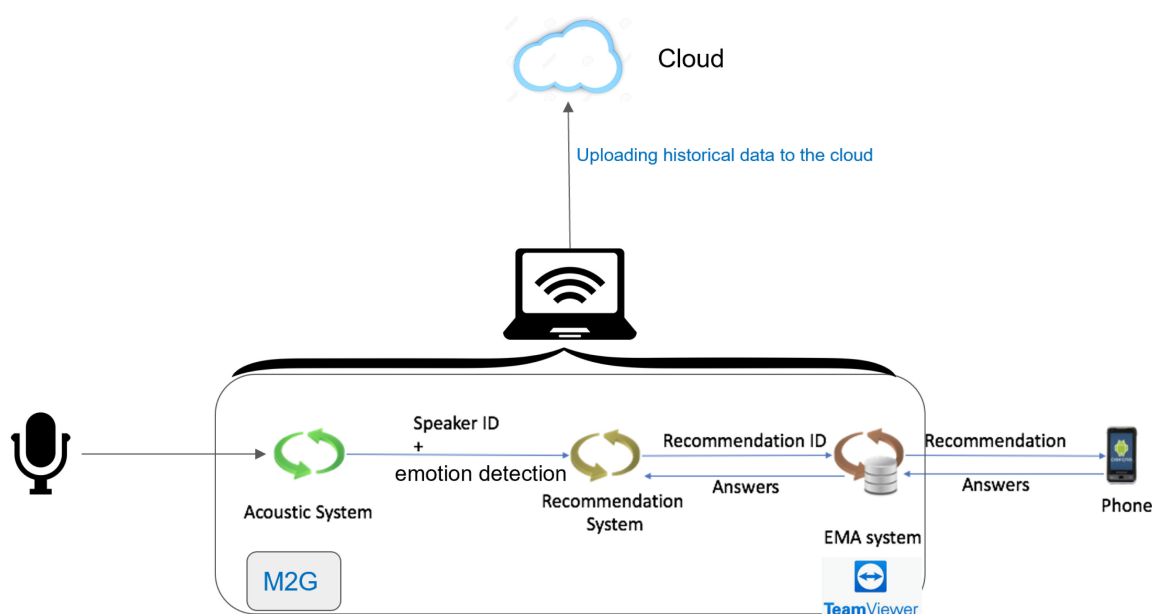 Cloud
Uploading historical data to the cloud
Speaker ID
+
emotion detection
Recommendation ID
Answers
Recommendation
Answers
Acoustic System
Recommendation
System
EMA system
Phone
M2G
TeamViewer